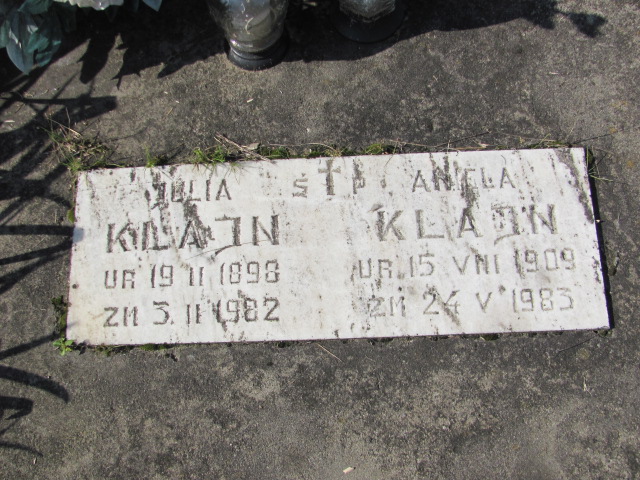 JULIA
KLAJN
UR 19 II 1898
ZM 3. II 1982
Ś P
ANIELA
KLAJN
UR. 15 VIII 1909
ZM 24 V 1983